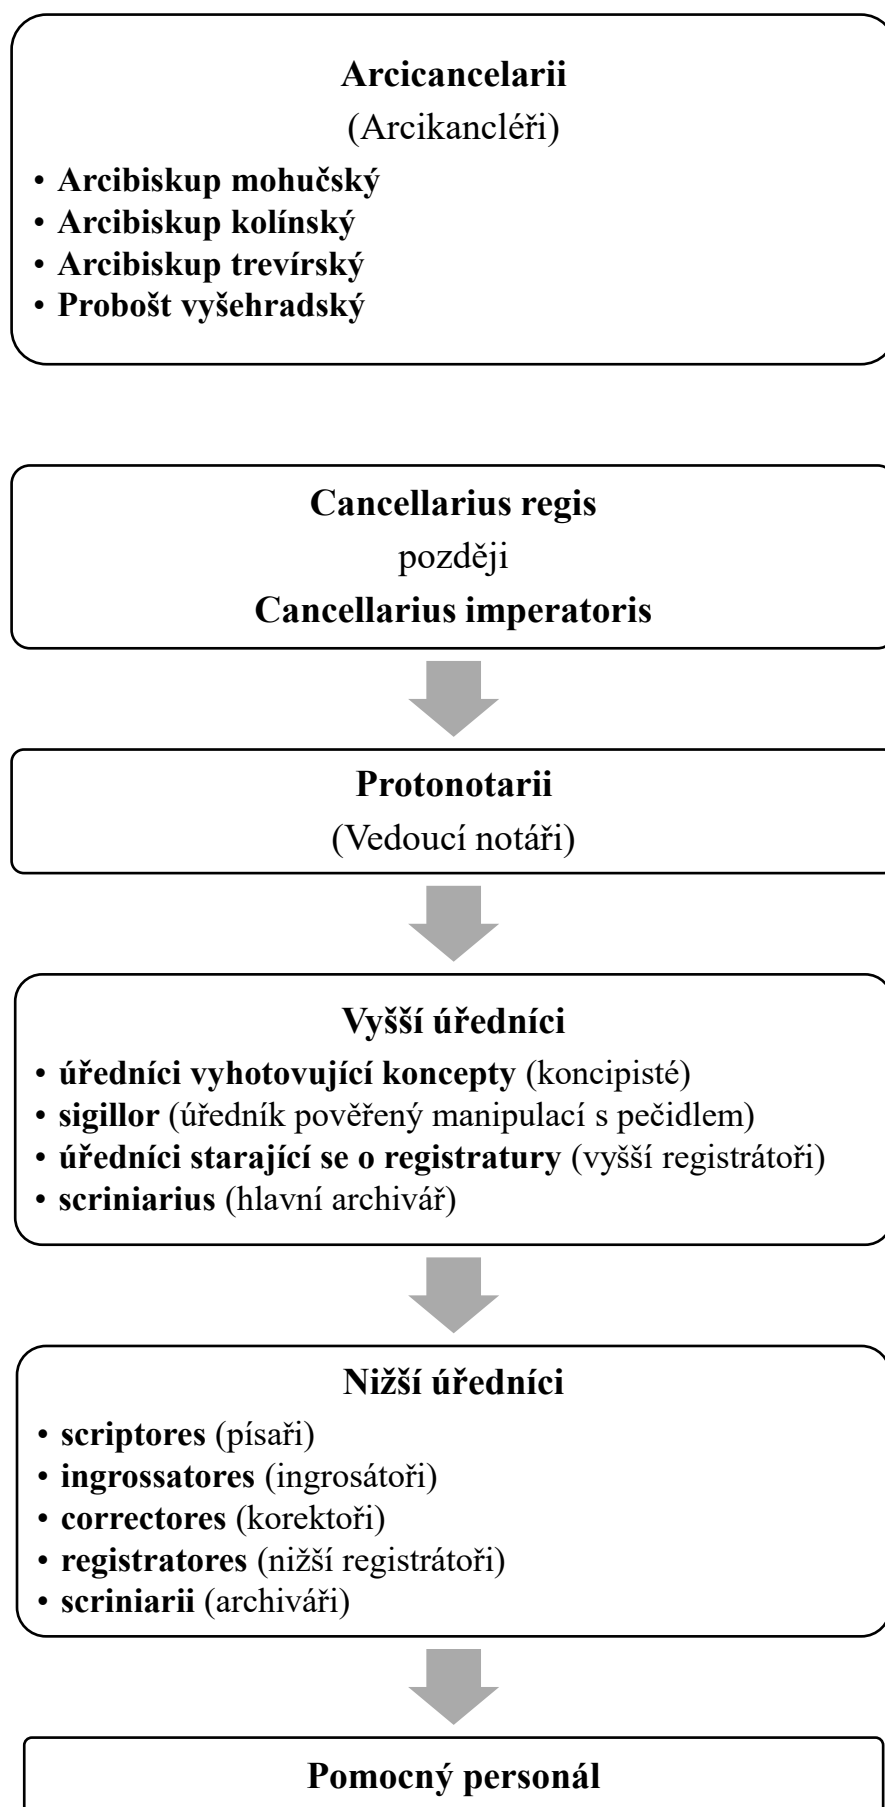 Arcicancelarii
(Arcikancléři)
• Arcibiskup mohučský
• Arcibiskup kolínský
• Arcibiskup trevírský
• Probošt vyšehradský
Cancellarius regis
později
Cancellarius imperatoris
Protonotarii
(Vedoucí notáři)
Vyšší úředníci
• úředníci vyhotovující koncepty (koncipisté)
• sigillor (úředník pověřený manipulací s pečidlem)
• úředníci starající se o registratury (vyšší registrátoři)
• scriniarius (hlavní archivář)
Nižší úředníci
• scriptores (písaři)
• ingrossatores (ingrosátoři)
• correctores (korektoři)
• registratores (nižší registrátoři)
• scriniarii (archiváři)
Pomocný personál